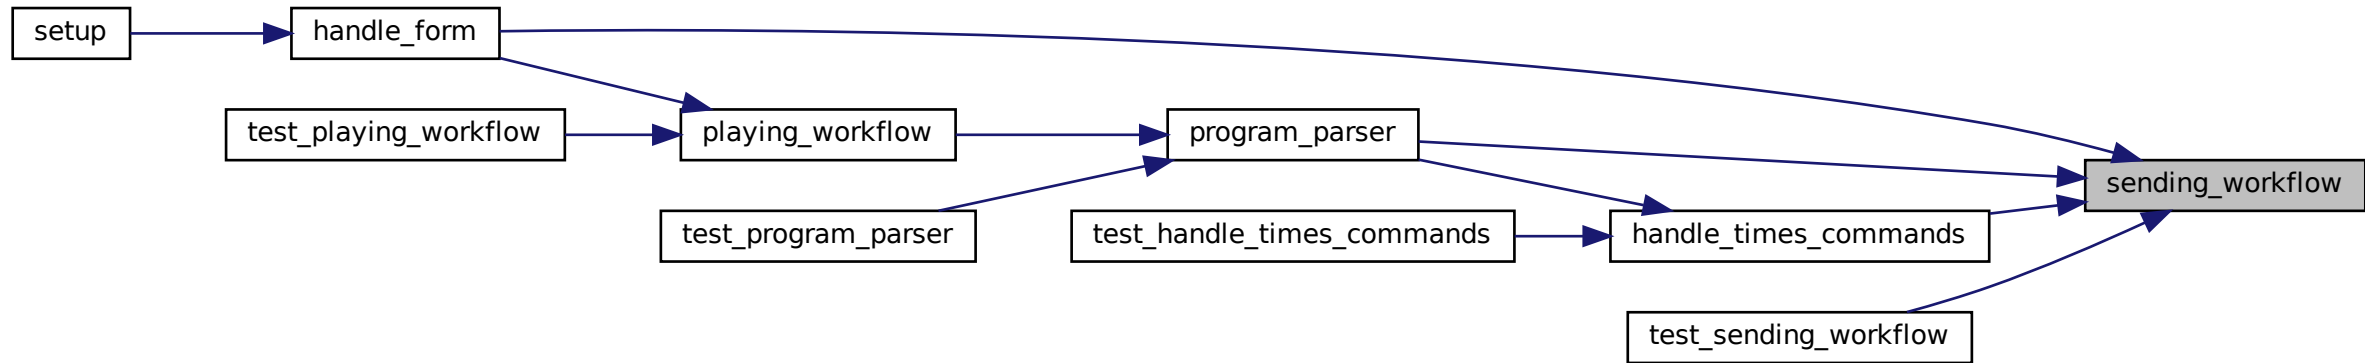 setup
handle_form
test_playing_workflow
playing_workflow
program_parser
sending_workflow
test_program_parser
test_handle_times_commands
handle_times_commands
test_sending_workflow